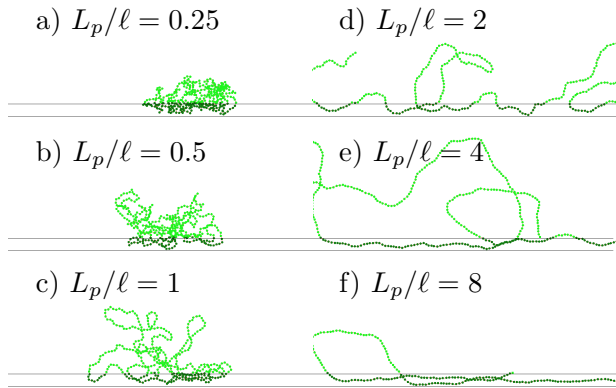 a) L_p/ℓ = 0.25
b) L_p/ℓ = 0.5
c) L_p/ℓ = 1
d) L_p/ℓ = 2
e) L_p/ℓ = 4
f) L_p/ℓ = 8